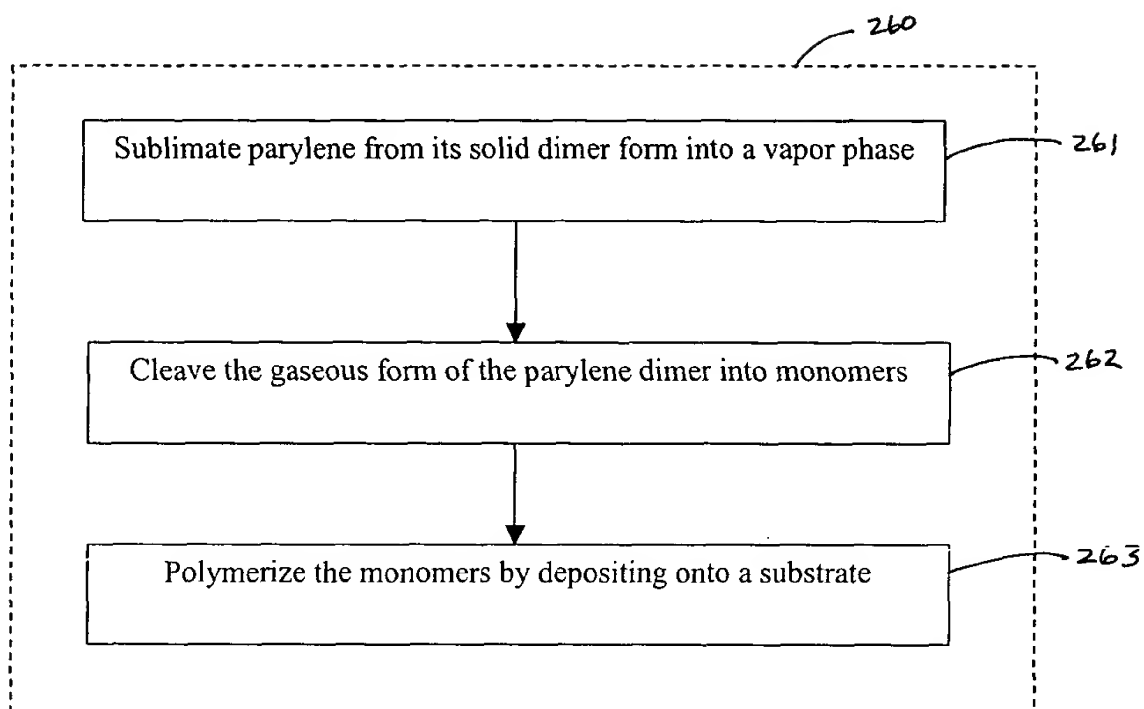 260
Sublimate parylene from its solid dimer form into a vapor phase
261
Cleave the gaseous form of the parylene dimer into monomers
262
Polymerize the monomers by depositing onto a substrate
263